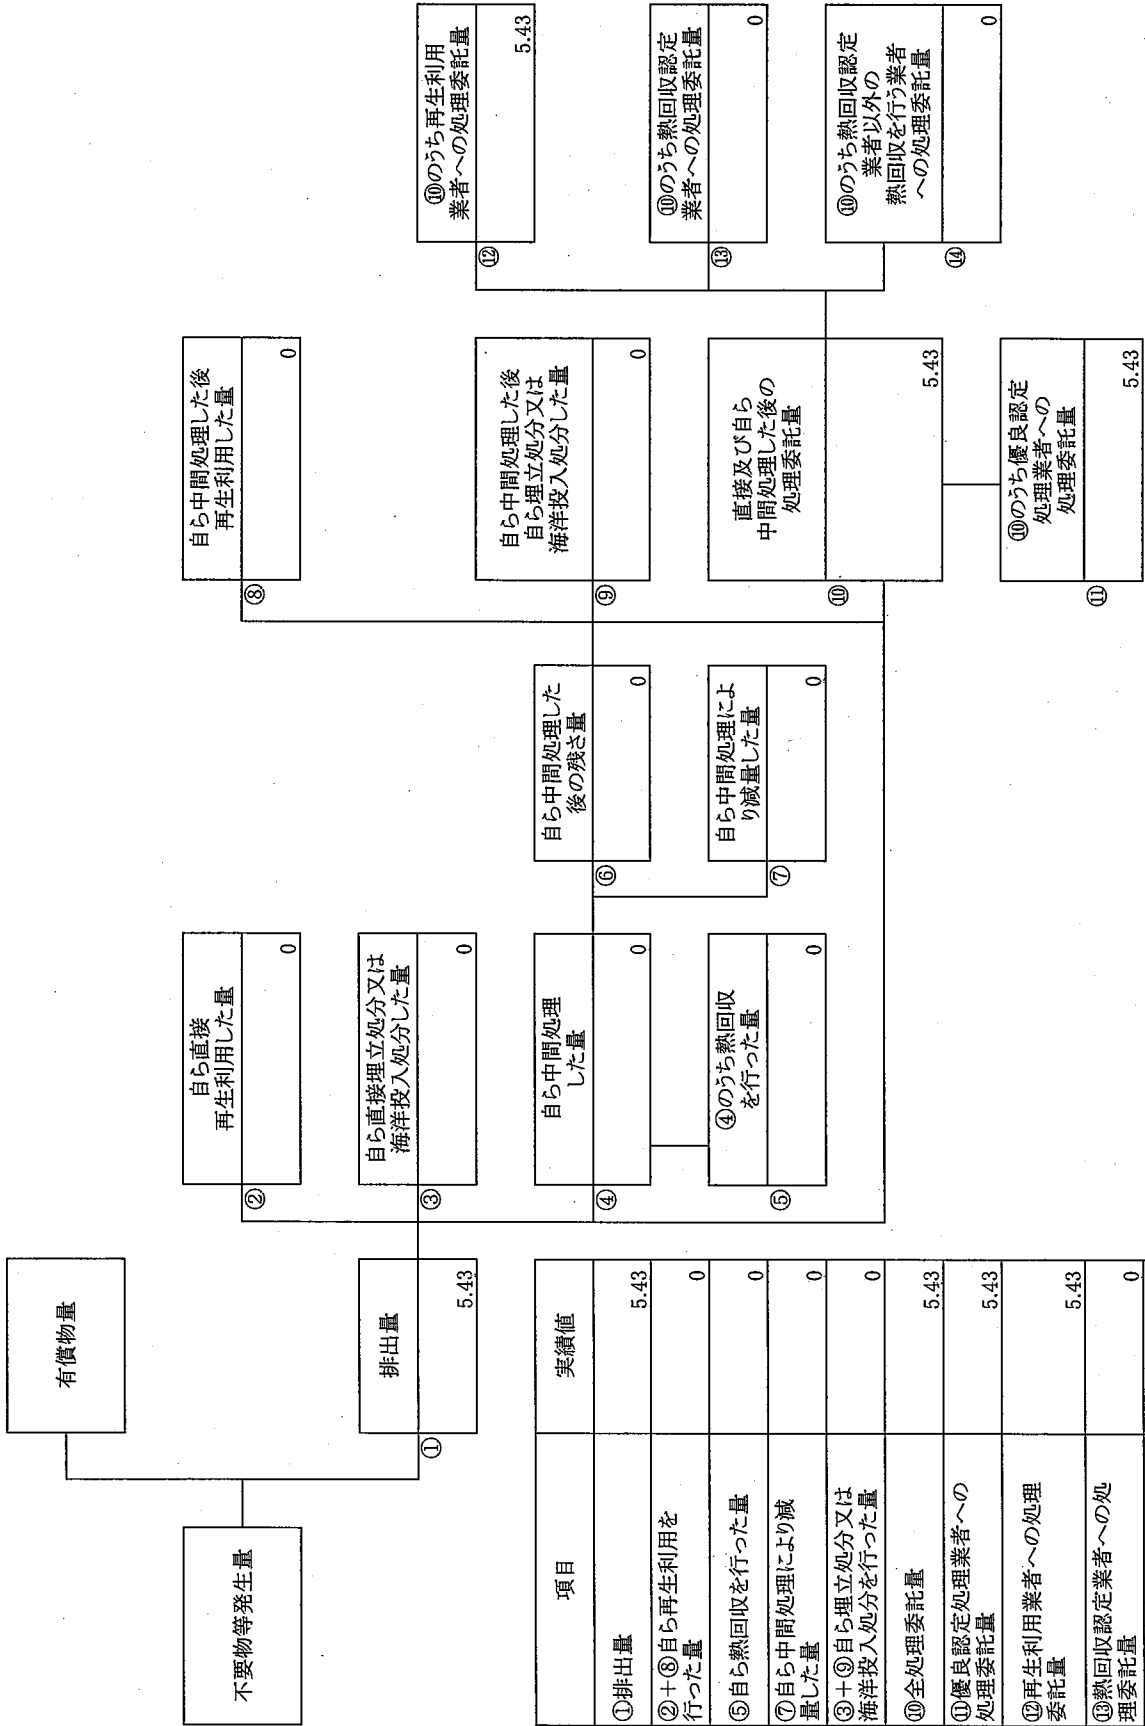 不要物等発生量
有償物量
①
排出量
5.43
②
自ら直接
再生利用した量
0
③
自ら直接埋立処分又は
海洋投入処分した量
0
④
自ら中間処理
した量
0
⑤
④のうち熱回収
を行った量
0
⑥
自ら中間処理した
後の残さ量
0
⑦
自ら中間処理によ
り減量した量
0
⑧
自ら中間処理した後
再生利用した量
0
⑨
自ら中間処理した後
自ら埋立処分又は
海洋投入処分した量
0
⑩
直接及び自ら
中間処理した後の
処理委託量
5.43
⑪
⑩のうち優良認定
処理業者への
処理委託量
5.43
⑫
⑩のうち再生利用
業者への処理委託量
5.43
⑬
⑩のうち熱回収認定
業者への処理委託量
0
⑭
⑩のうち熱回収認定
業者以外の
熱回収を行う業者
への処理委託量
0
項目 実績値
①排出量 5.43
②+⑧自ら再生利用を
行った量 0
⑤自ら熱回収を行った量 0
⑦自ら中間処理により減
量した量 0
③+⑨自ら埋立処分又は
海洋投入処分を行った量 0
⑩全処理委託量 5.43
⑪優良認定処理業者への
処理委託量 5.43
⑫再生利用業者への処理
委託量 5.43
⑬熱回収認定業者への処
理委託量 0